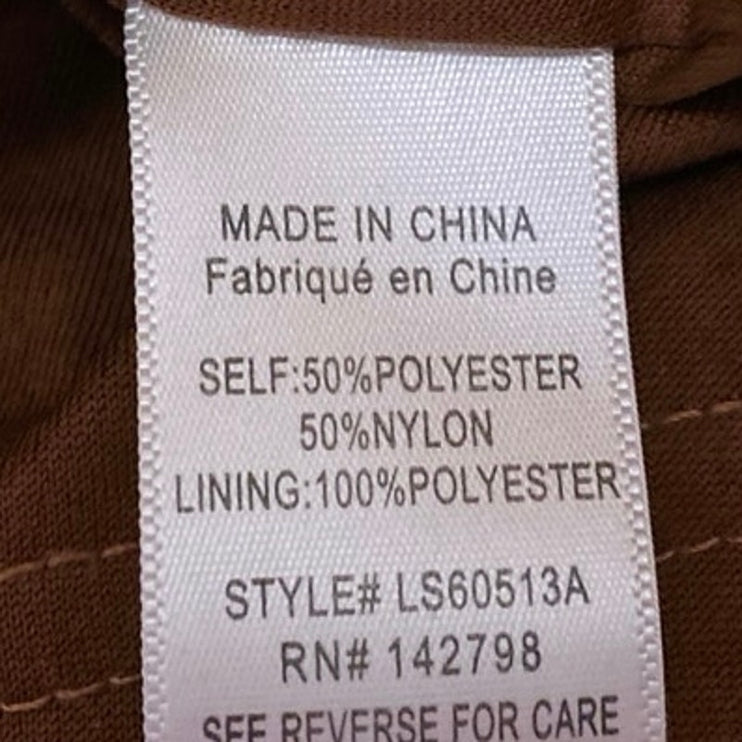 MADE IN CHINA
Fabriqué en Chine
SELF:50%POLYESTER
50%NYLON
LINING:100%POLYESTER
STYLE# LS60513A
RN# 142798
SEE REVERSE FOR CARE